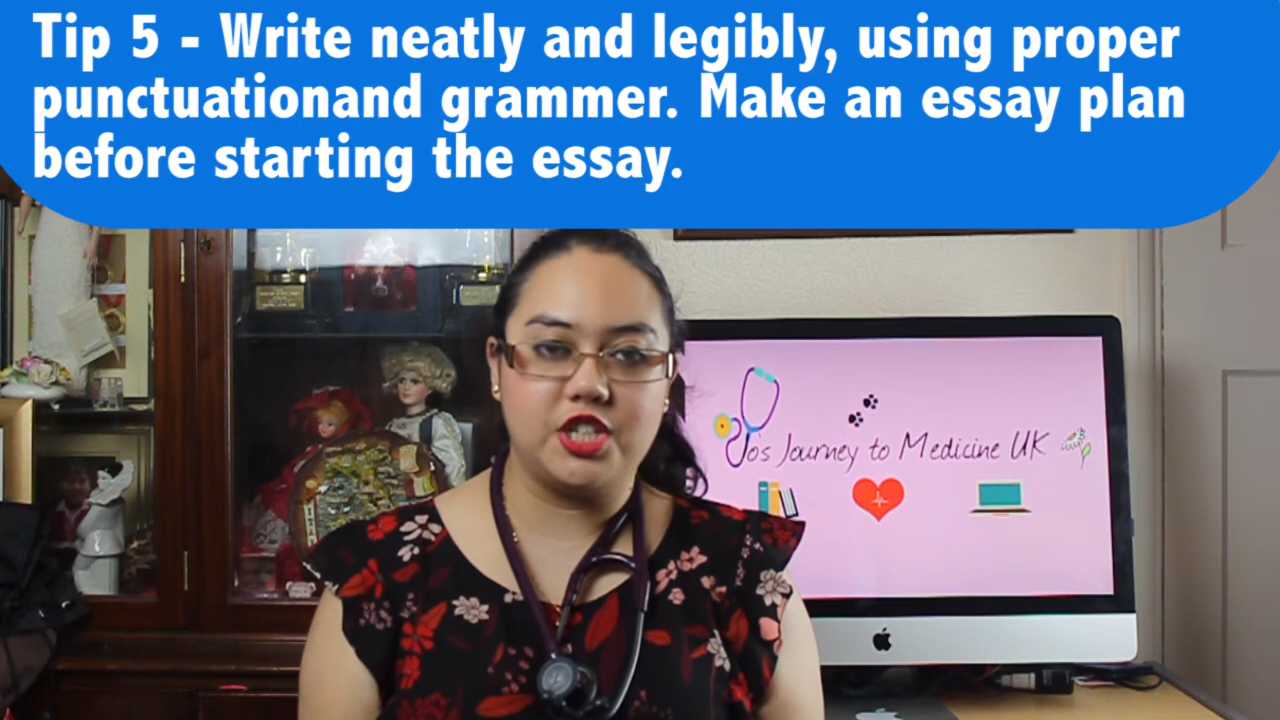 Tip 5 - Write neatly and legibly, using proper
punctuationand grammer. Make an essay plan
before starting the essay.
Jo's Journey to Medicine UK